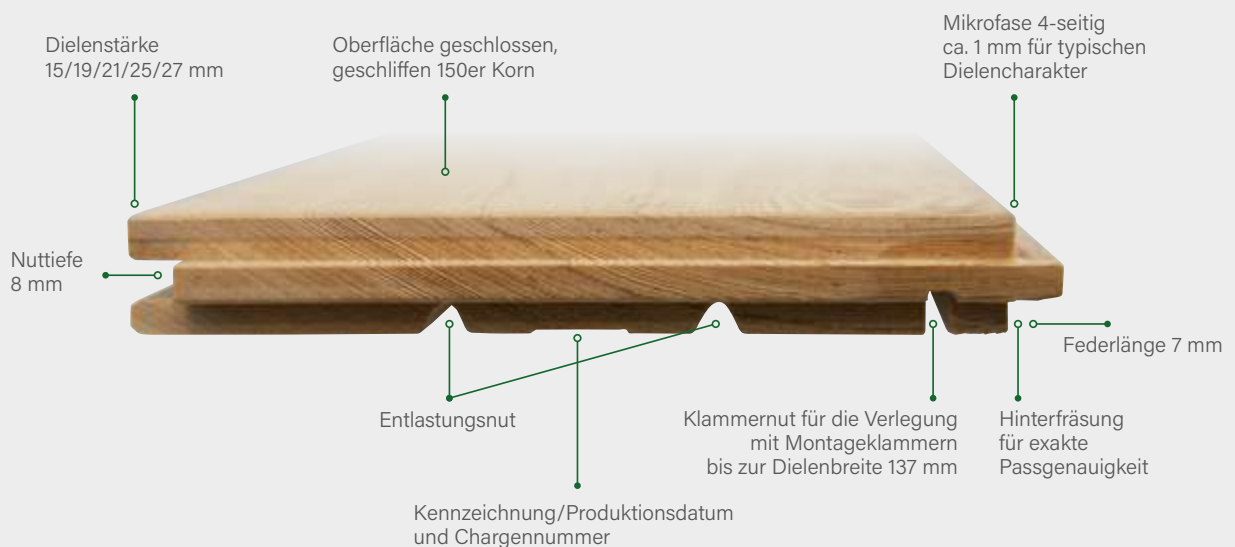 Dielenstärke
15/19/21/25/27 mm
Oberfläche geschlossen,
geschliffen 150er Korn
Mikrofase 4-seitig
ca. 1 mm für typischen
Dielencharakter
Nuttiefe
8 mm
Federlänge 7 mm
Entlastungsnut
Klammernut für die Verlegung
mit Montageklammern
bis zur Dielenbreite 137 mm
Hinterfräsung
für exakte
Passgenauigkeit
Kennzeichnung/Produktionsdatum
und Chargennummer